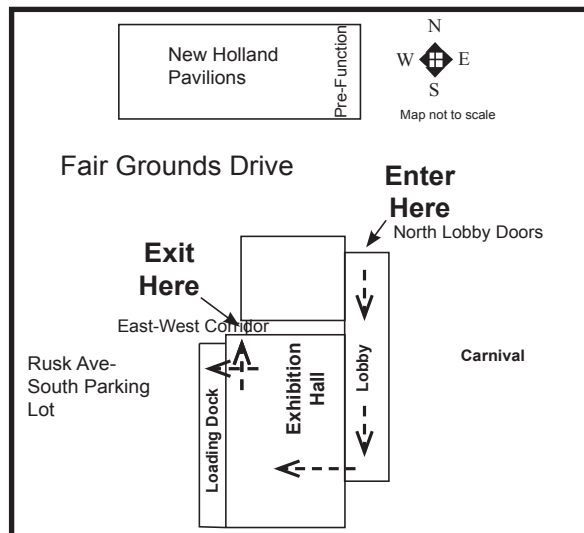 New Holland
Pavilions
Pre-Function
N
W
E
S
Map not to scale
Fair Grounds Drive
Enter
Here
North Lobby Doors
Exit
Here
East-West Corridor
Rusk Ave-
South Parking
Lot
Loading Dock
Exhibition
Hall
Lobby
Carnival